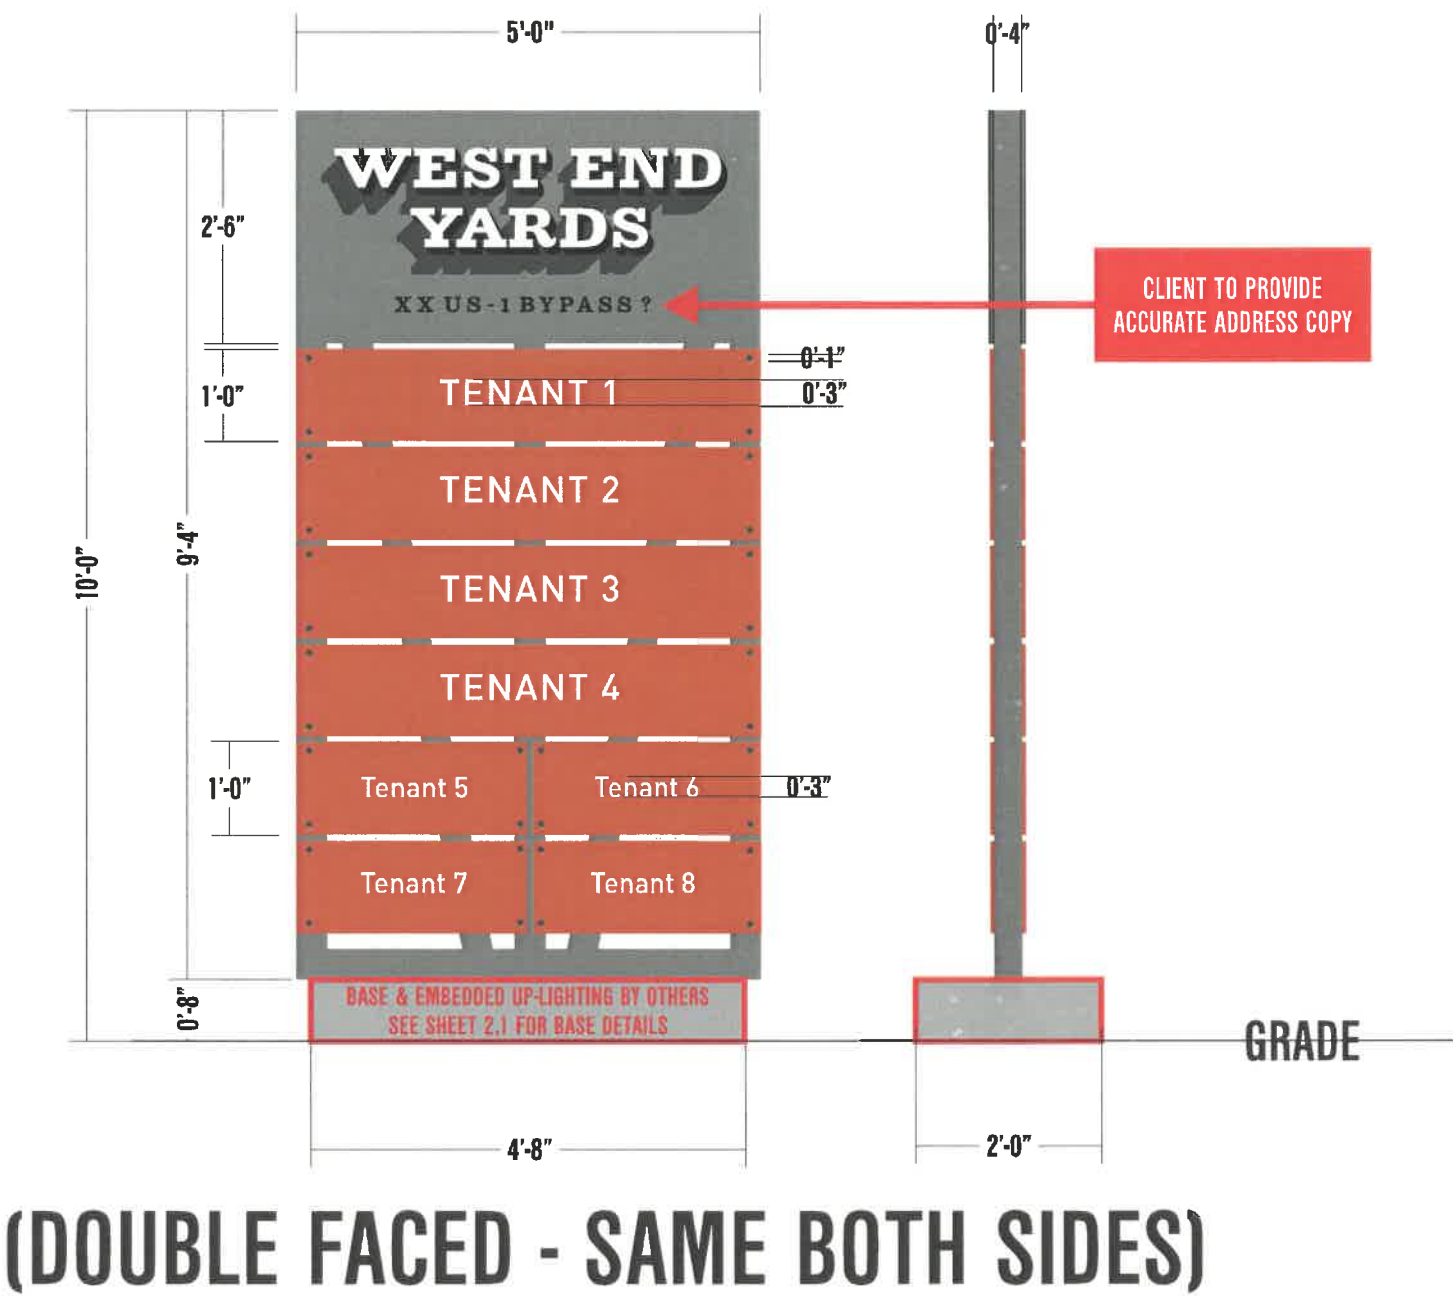 5'-0"
0'-4"
WEST END
YARDS
2'-6"
XX US-1 BYPASS?
CLIENT TO PROVIDE
ACCURATE ADDRESS COPY
0'-1"
1'-0"
TENANT 1
0'-3"
TENANT 2
10'-0"
9'-4"
TENANT 3
TENANT 4
1'-0"
Tenant 5
Tenant 6
0'-3"
Tenant 7
Tenant 8
0'-8"
BASE & EMBEDDED UP-LIGHTING BY OTHERS
SEE SHEET 2.1 FOR BASE DETAILS
GRADE
4'-8"
2'-0"
(DOUBLE FACED - SAME BOTH SIDES)